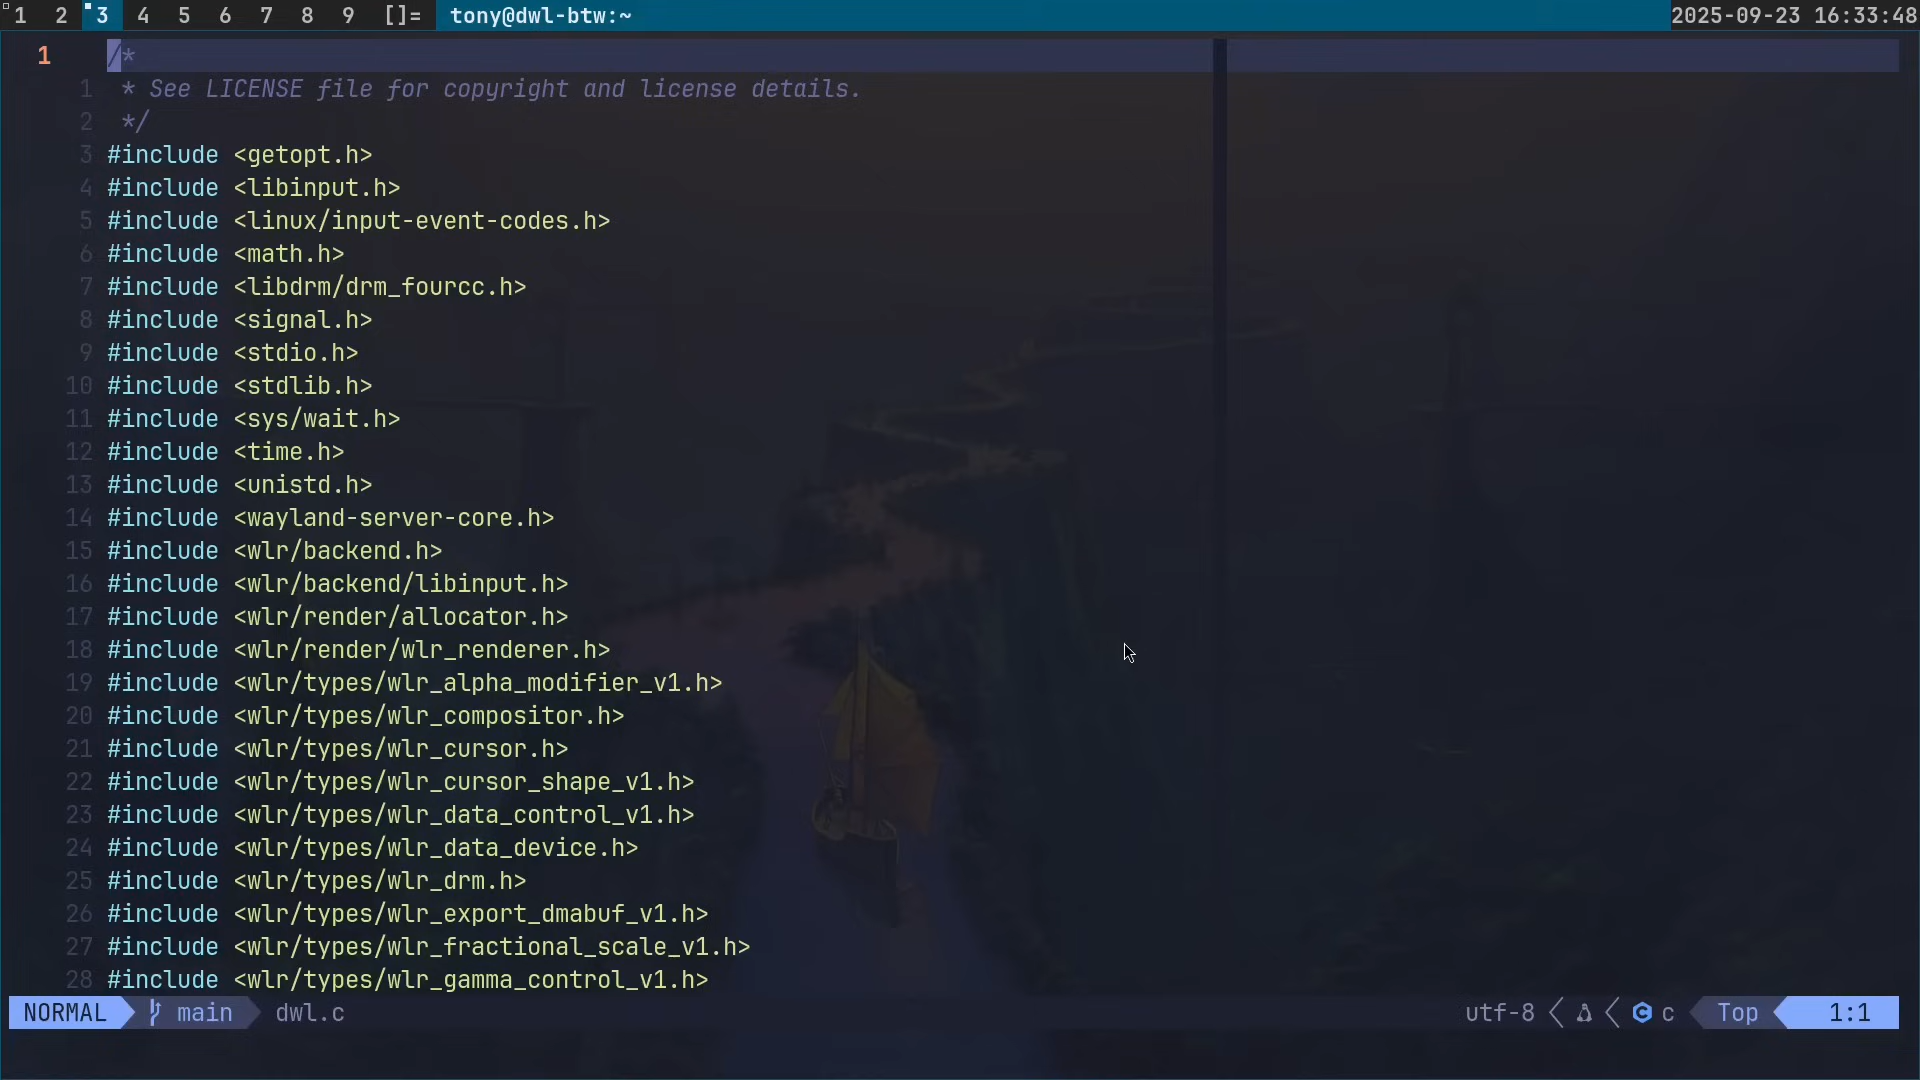 1 2 3 4 5 6 7 8 9 []= tony@dwl-btw:~ 2025-09-23 16:33:48
1 /*
1 * See LICENSE file for copyright and license details.
2 */
3 #include <getopt.h>
4 #include <libinput.h>
5 #include <linux/input-event-codes.h>
6 #include <math.h>
7 #include <libdrm/drm_fourcc.h>
8 #include <signal.h>
9 #include <stdio.h>
10 #include <stdlib.h>
11 #include <sys/wait.h>
12 #include <time.h>
13 #include <unistd.h>
14 #include <wayland-server-core.h>
15 #include <wlr/backend.h>
16 #include <wlr/backend/libinput.h>
17 #include <wlr/render/allocator.h>
18 #include <wlr/render/wlr_renderer.h>
19 #include <wlr/types/wlr_alpha_modifier_v1.h>
20 #include <wlr/types/wlr_compositor.h>
21 #include <wlr/types/wlr_cursor.h>
22 #include <wlr/types/wlr_cursor_shape_v1.h>
23 #include <wlr/types/wlr_data_control_v1.h>
24 #include <wlr/types/wlr_data_device.h>
25 #include <wlr/types/wlr_drm.h>
26 #include <wlr/types/wlr_export_dmabuf_v1.h>
27 #include <wlr/types/wlr_fractional_scale_v1.h>
28 #include <wlr/types/wlr_gamma_control_v1.h>
NORMAL main dwl.c utf-8 c Top 1:1